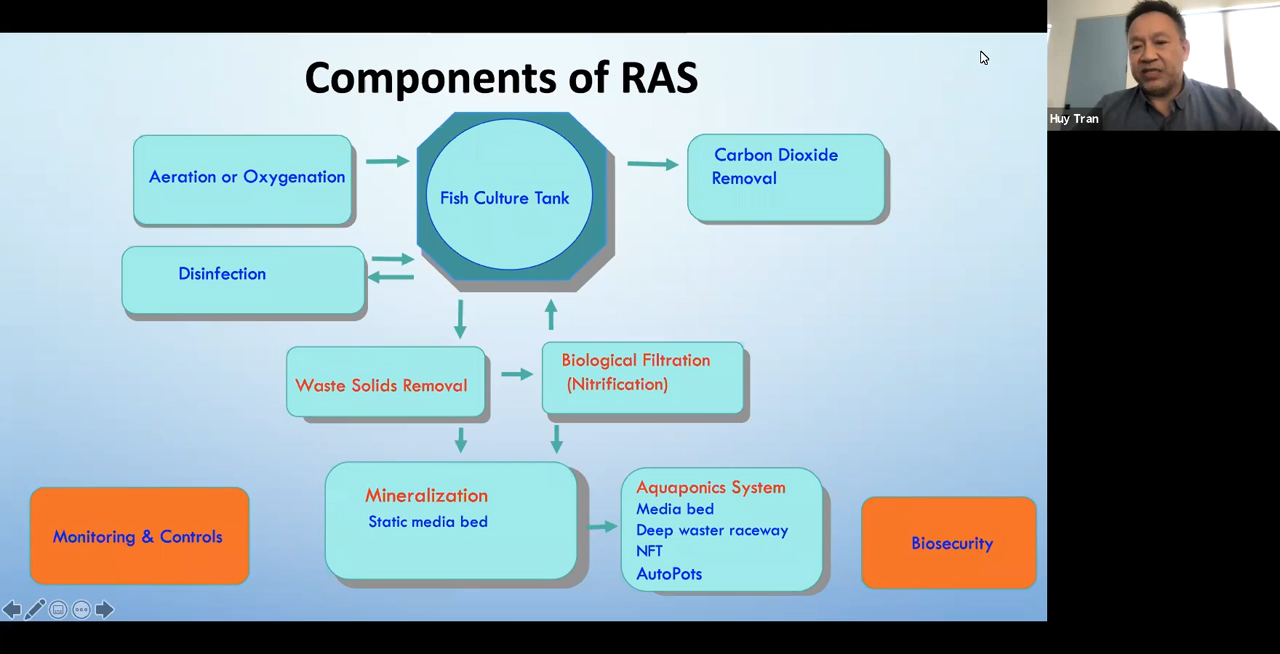 Components of RAS
Huy Tran
Aeration or Oxygenation
Fish Culture Tank
Carbon Dioxide
Removal
Disinfection
Waste Solids Removal
Biological Filtration
(Nitrification)
Mineralization
Static media bed
Aquaponics System
Media bed
Deep waster raceway
NFT
AutoPots
Monitoring & Controls
Biosecurity